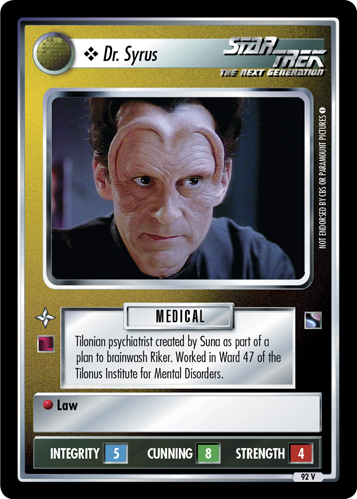 ❖ Dr. Syrus
STAR TREK
THE NEXT GENERATION
NOT ENDORSED BY CBS OR PARAMOUNT PICTURES
MEDICAL
Tilonian psychiatrist created by Suna as part of a
plan to brainwash Riker. Worked in Ward 47 of the
Tilonus Institute for Mental Disorders.
Law
INTEGRITY 5 CUNNING 8 STRENGTH 4
92 V